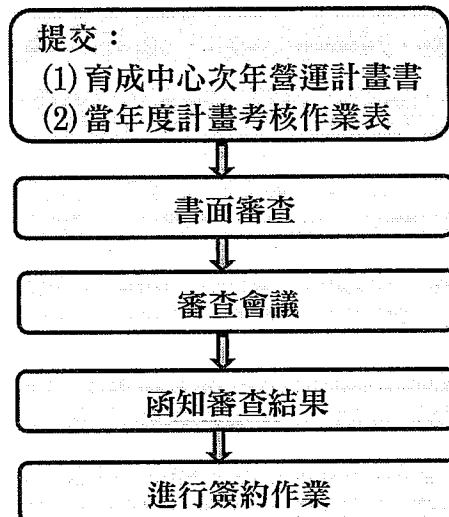 提交：
(1)育成中心次年營運計畫書
(2)當年度計畫考核作業表
書面審查
審查會議
函知審查結果
進行簽約作業